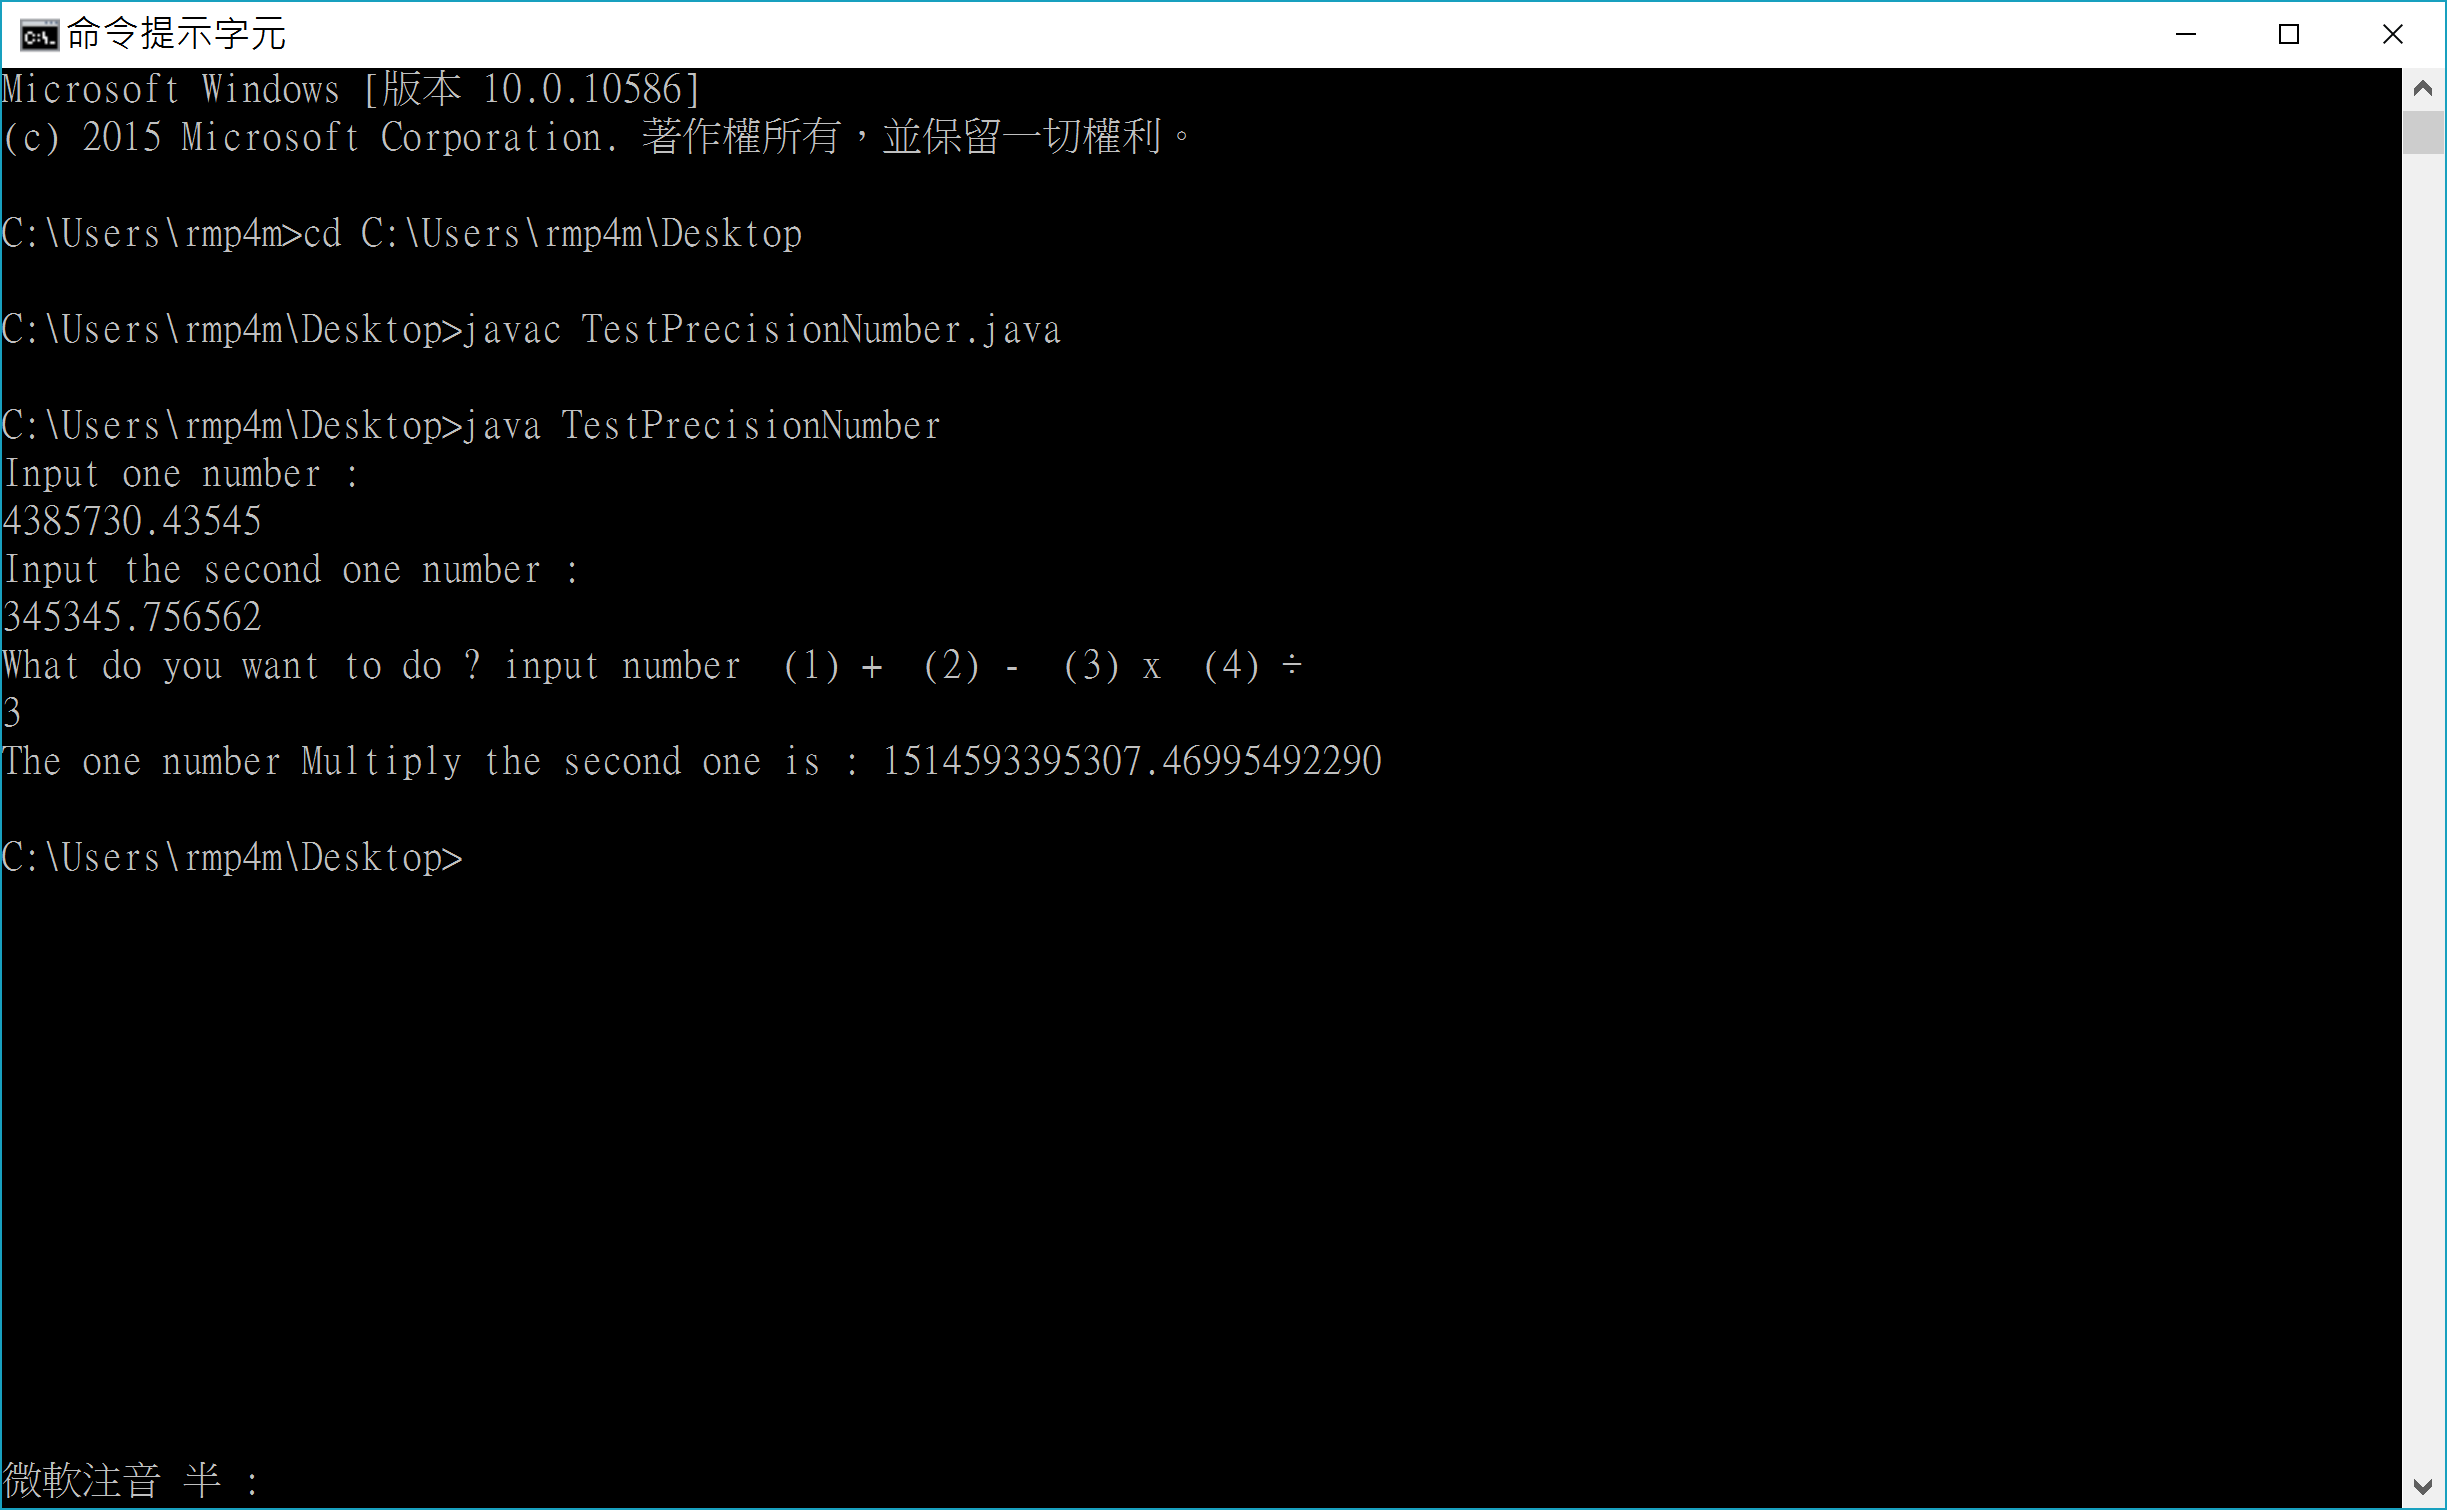 命令提示字元
Microsoft Windows [版本 10.0.10586]
(c) 2015 Microsoft Corporation. 著作權所有，並保留一切權利。
C:\Users\rmp4m>cd C:\Users\rmp4m\Desktop
C:\Users\rmp4m\Desktop>javac TestPrecisionNumber.java
C:\Users\rmp4m\Desktop>java TestPrecisionNumber
Input one number :
4385730.43545
Input the second one number :
345345.756562
What do you want to do ? input number  (1) +  (2) -  (3) x  (4) ÷
3
The one number Multiply the second one is : 1514593395307.46995492290
C:\Users\rmp4m\Desktop>
微軟注音 半 :